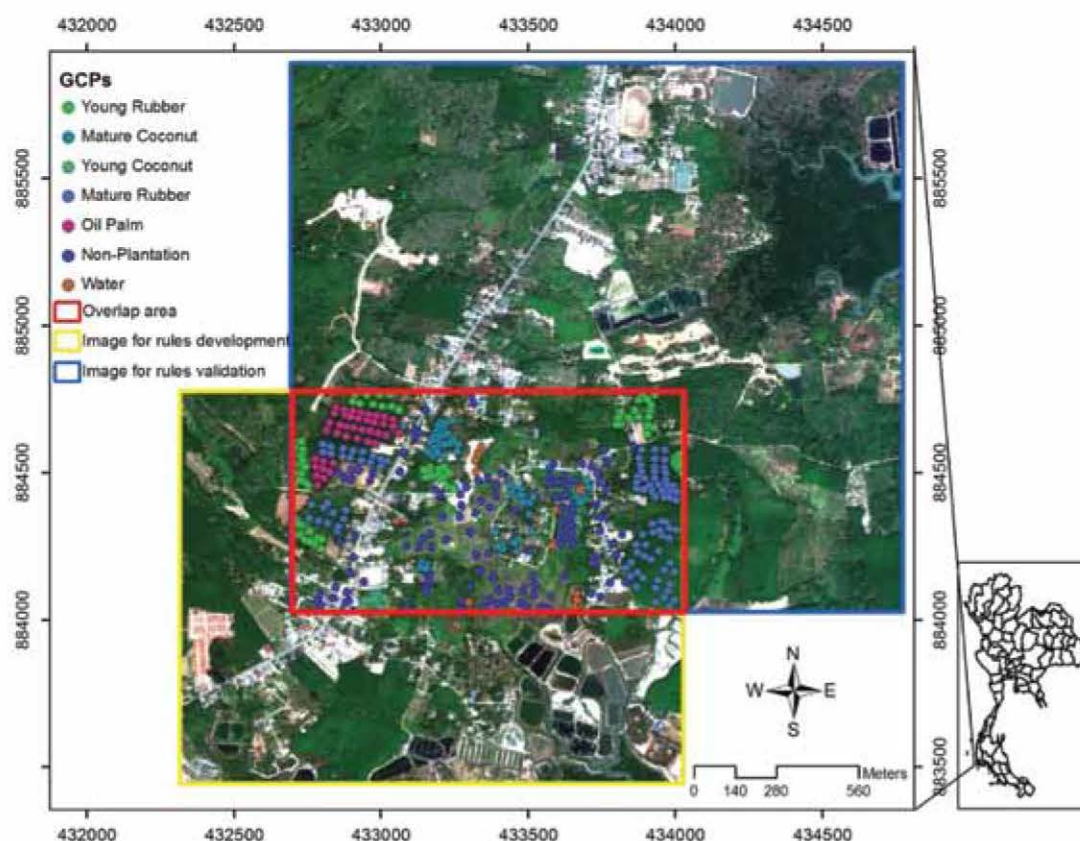 432000 432500 433000 433500 434000 434500
GCPs
Young Rubber
Mature Coconut
Young Coconut
Mature Rubber
Oil Palm
Non-Plantation
Water
Overlap area
Image for rules development
Image for rules validation
885500 885500
885000 885000
884500 884500
884000 884000
883500 883500
N
W E
S
Meters
0 140 280 560
432000 432500 433000 433500 434000 434500